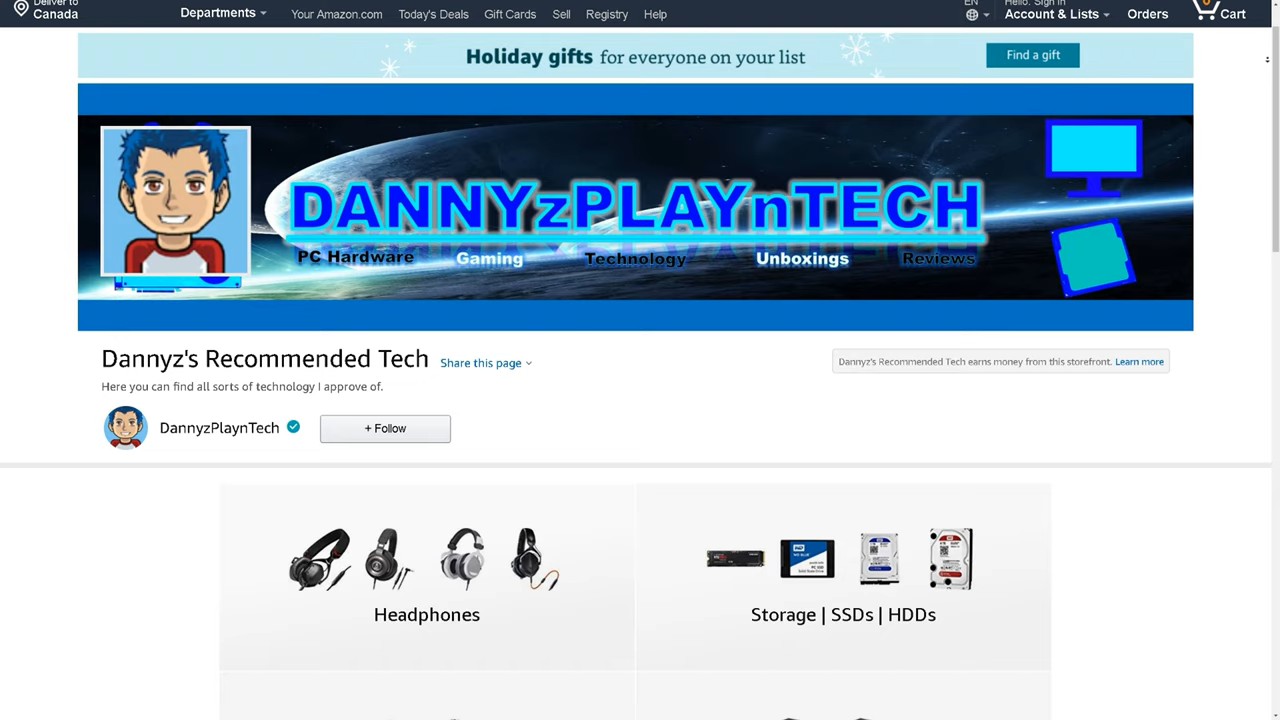 Deliver to
Canada
Departments
Your Amazon.com
Today's Deals
Gift Cards
Sell
Registry
Help
EN
Hello. Sign in
Account & Lists
Orders
0
Cart
Holiday gifts for everyone on your list
Find a gift
DANNYzPLAYnTECH
PC Hardware
Gaming
Technology
Unboxings
Reviews
Dannyz's Recommended Tech
Share this page
Dannyz's Recommended Tech earns money from this storefront. Learn more
Here you can find all sorts of technology I approve of.
DannyzPlaynTech
+ Follow
WD BLUE
Headphones
Storage | SSDs | HDDs